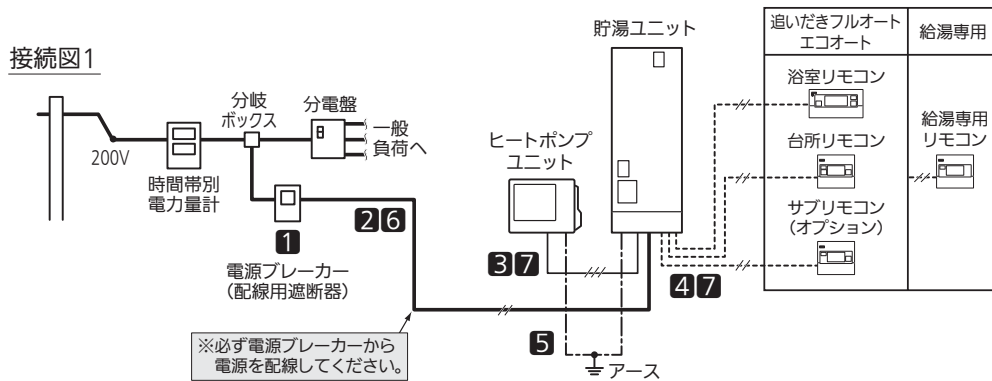 接続図1
200V
時間帯別
電力量計
分岐
ボックス
分電盤
一般
負荷へ
1
電源ブレーカー
(配線用遮断器)
2 6
※必ず電源ブレーカーから
電源を配線してください。
ヒートポンプ
ユニット
3 7
5
アース
貯湯ユニット
4 7
追いだきフルオート
エコオート
給湯専用
浴室リモコン
台所リモコン
サブリモコン
(オプション)
給湯専用
リモコン